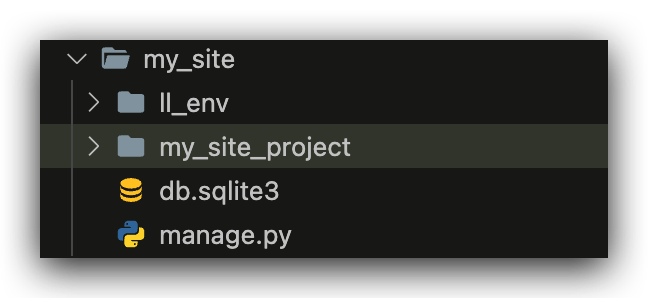 my_site
ll_env
my_site_project
db.sqlite3
manage.py